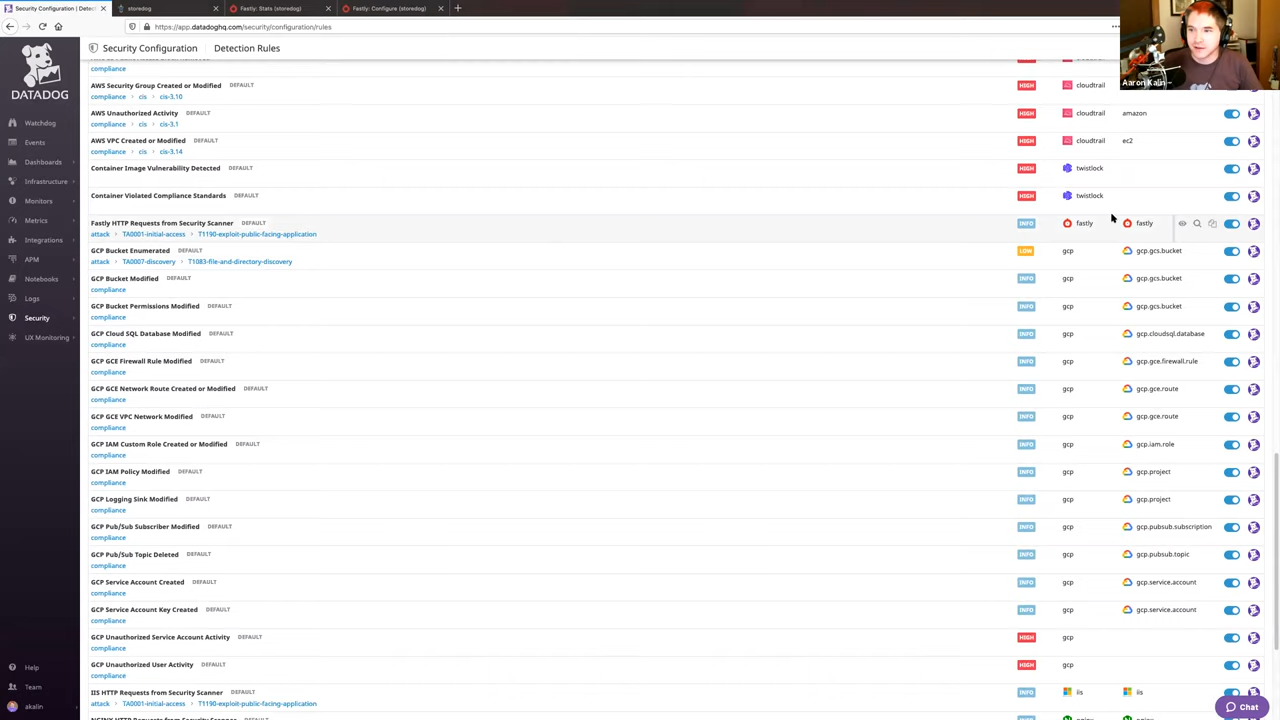 Security Configuration | Detect
storedog
Fastly: Stats (storedog)
Fastly: Configure (storedog)
https://app.datadoghq.com/security/configuration/rules
Security Configuration
Detection Rules
DATADOG
Watchdog
Events
Dashboards
Infrastructure
Monitors
Metrics
Integrations
APM
Notebooks
Logs
Security
UX Monitoring
Help
Team
akalin
compliance
AWS Security Group Created or Modified DEFAULT HIGH cloudtrail
compliance > cis > cis-3.10
AWS Unauthorized Activity DEFAULT HIGH cloudtrail amazon
compliance > cis > cis-3.1
AWS VPC Created or Modified DEFAULT HIGH cloudtrail ec2
compliance > cis > cis-3.14
Container Image Vulnerability Detected DEFAULT HIGH twistlock
Container Violated Compliance Standards DEFAULT HIGH twistlock
Fastly HTTP Requests from Security Scanner DEFAULT INFO fastly fastly
attack > TA0001-initial-access > T1190-exploit-public-facing-application
GCP Bucket Enumerated DEFAULT LOW gcp gcp.gcs.bucket
attack > TA0007-discovery > T1083-file-and-directory-discovery
GCP Bucket Modified DEFAULT INFO gcp gcp.gcs.bucket
compliance
GCP Bucket Permissions Modified DEFAULT INFO gcp gcp.gcs.bucket
compliance
GCP Cloud SQL Database Modified DEFAULT INFO gcp gcp.cloudsql.database
compliance
GCP GCE Firewall Rule Modified DEFAULT INFO gcp gcp.gce.firewall.rule
compliance
GCP GCE Network Route Created or Modified DEFAULT INFO gcp gcp.gce.route
compliance
GCP GCE VPC Network Modified DEFAULT INFO gcp gcp.gce.route
compliance
GCP IAM Custom Role Created or Modified DEFAULT INFO gcp gcp.iam.role
compliance
GCP IAM Policy Modified DEFAULT INFO gcp gcp.project
compliance
GCP Logging Sink Modified DEFAULT INFO gcp gcp.project
compliance
GCP Pub/Sub Subscriber Modified DEFAULT INFO gcp gcp.pubsub.subscription
compliance
GCP Pub/Sub Topic Deleted DEFAULT INFO gcp gcp.pubsub.topic
compliance
GCP Service Account Created DEFAULT INFO gcp gcp.service.account
compliance
GCP Service Account Key Created DEFAULT INFO gcp gcp.service.account
compliance
GCP Unauthorized Service Account Activity DEFAULT HIGH gcp
compliance
GCP Unauthorized User Activity DEFAULT HIGH gcp
compliance
IIS HTTP Requests from Security Scanner DEFAULT INFO iis iis
attack > TA0001-initial-access > T1190-exploit-public-facing-application
Chat